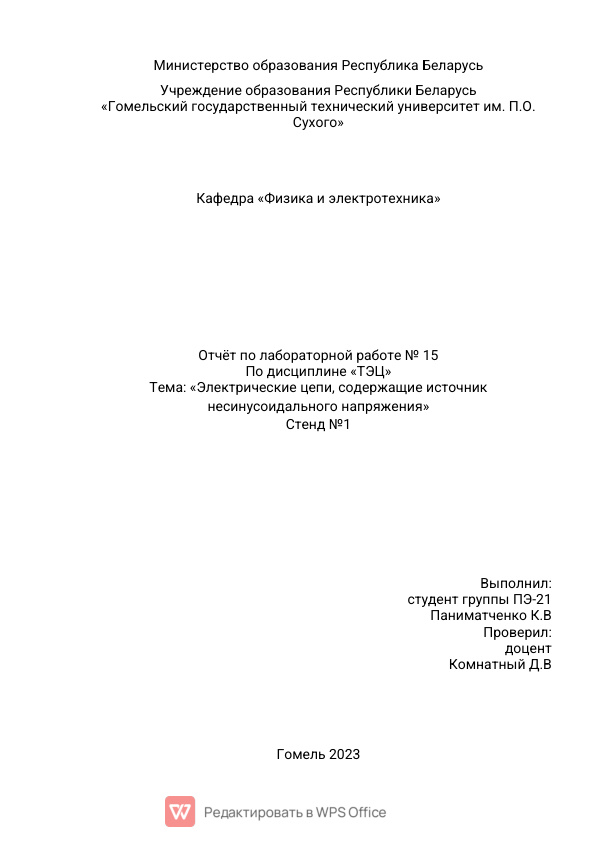 Министерство образования Республика Беларусь
Учреждение образования Республики Беларусь
«Гомельский государственный технический университет им. П.О.
Сухого»
Кафедра «Физика и электротехника»
Отчёт по лабораторной работе № 15
По дисциплине «ТЭЦ»
Тема: «Электрические цепи, содержащие источник
несинусоидального напряжения»
Стенд №1
Выполнил:
студент группы ПЭ-21
Паниматченко К.В
Проверил:
доцент
Комнатный Д.В
Гомель 2023
Редактировать в WPS Office